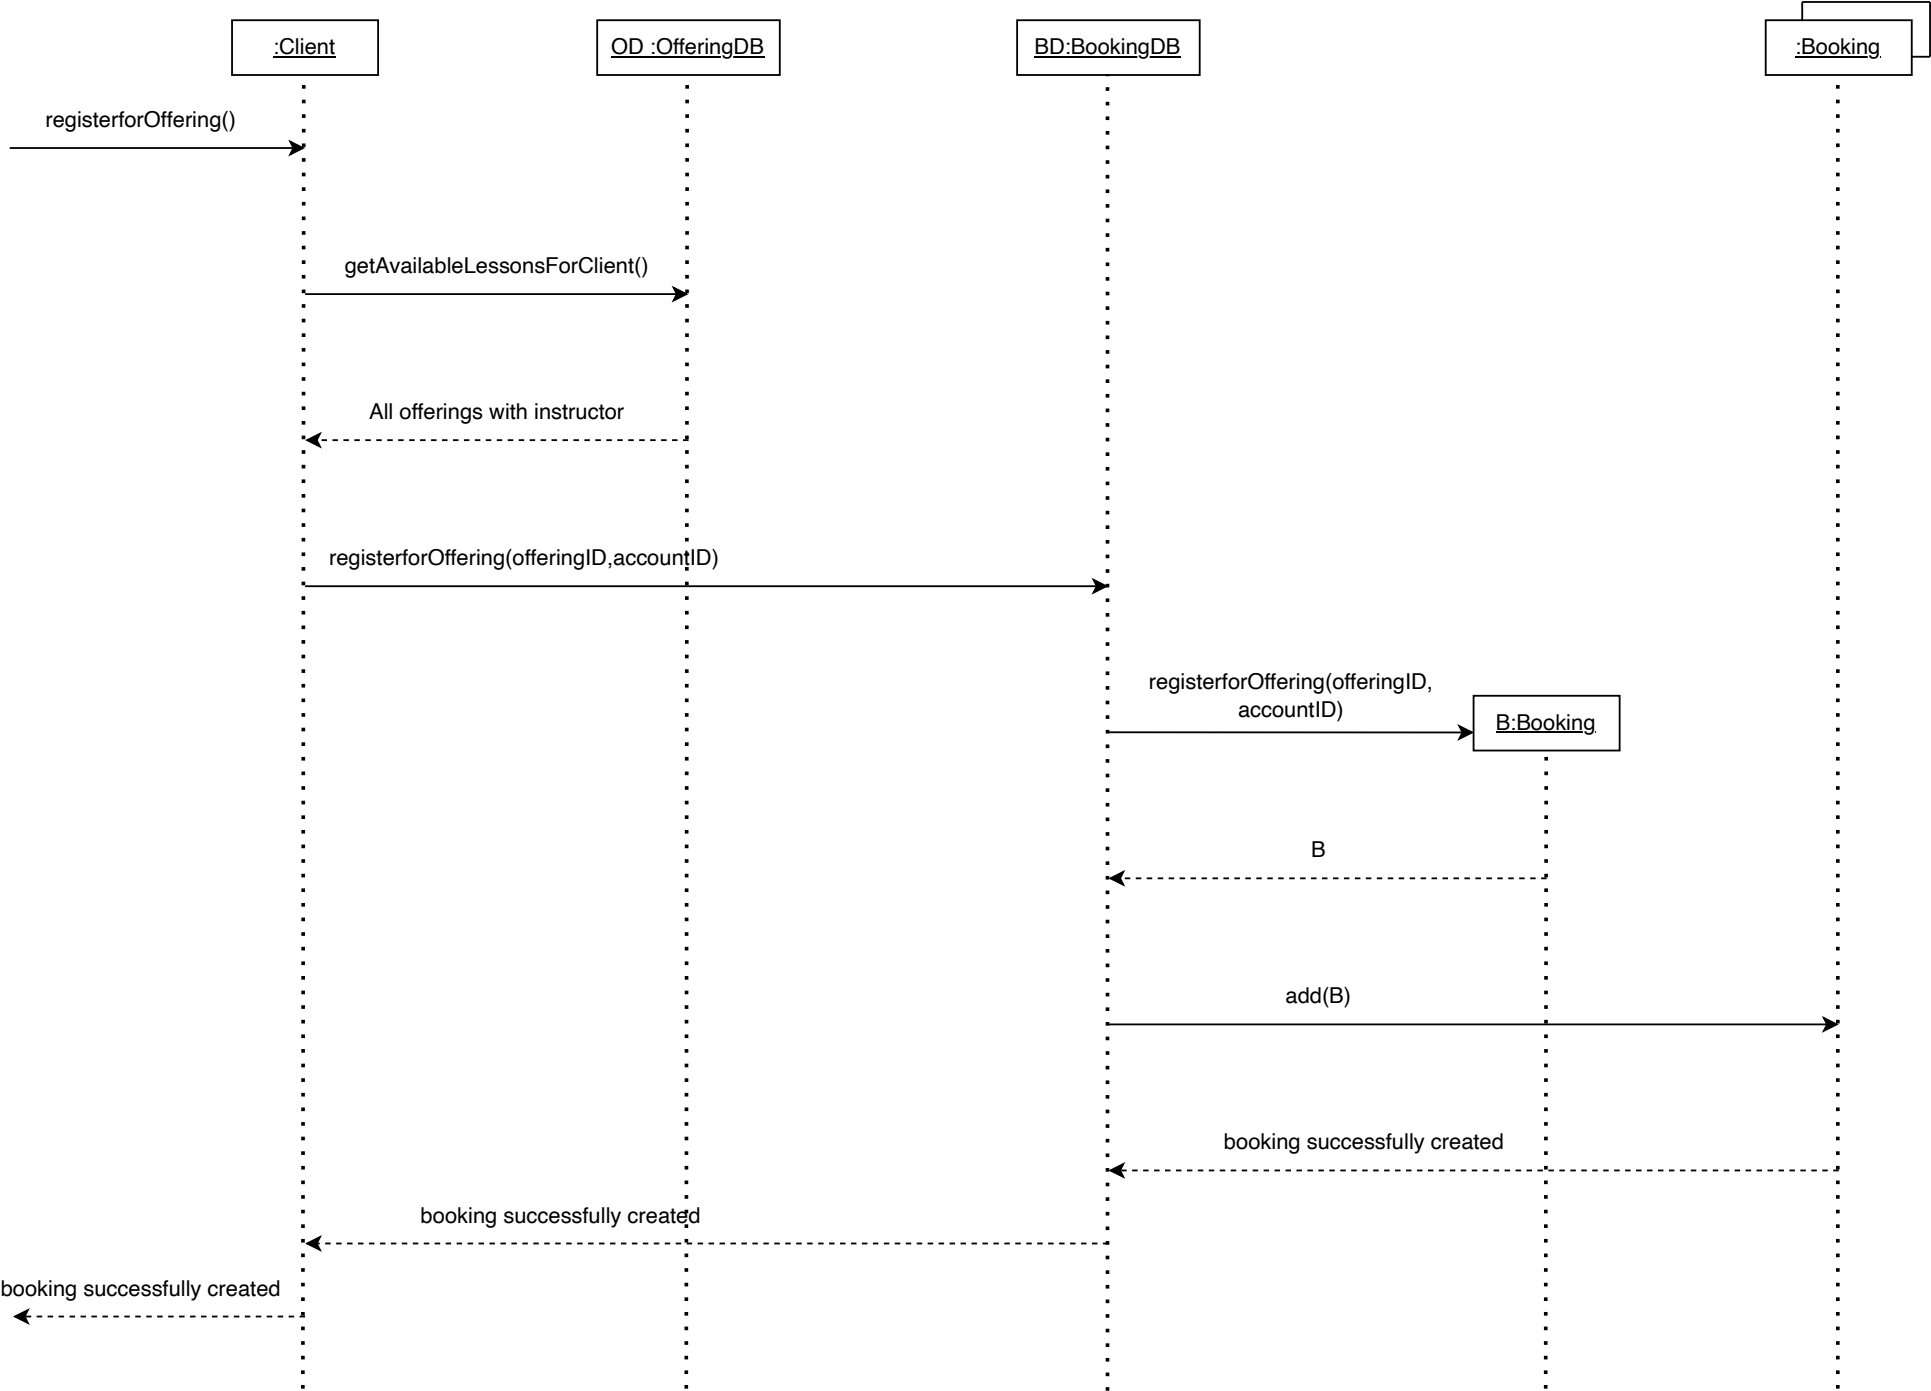 :Client
OD :OfferingDB
BD:BookingDB
:Booking
registerforOffering()
getAvailableLessonsForClient()
All offerings with instructor
registerforOffering(offeringID,accountID)
registerforOffering(offeringID,
accountID)
B:Booking
B
add(B)
booking successfully created
booking successfully created
booking successfully created